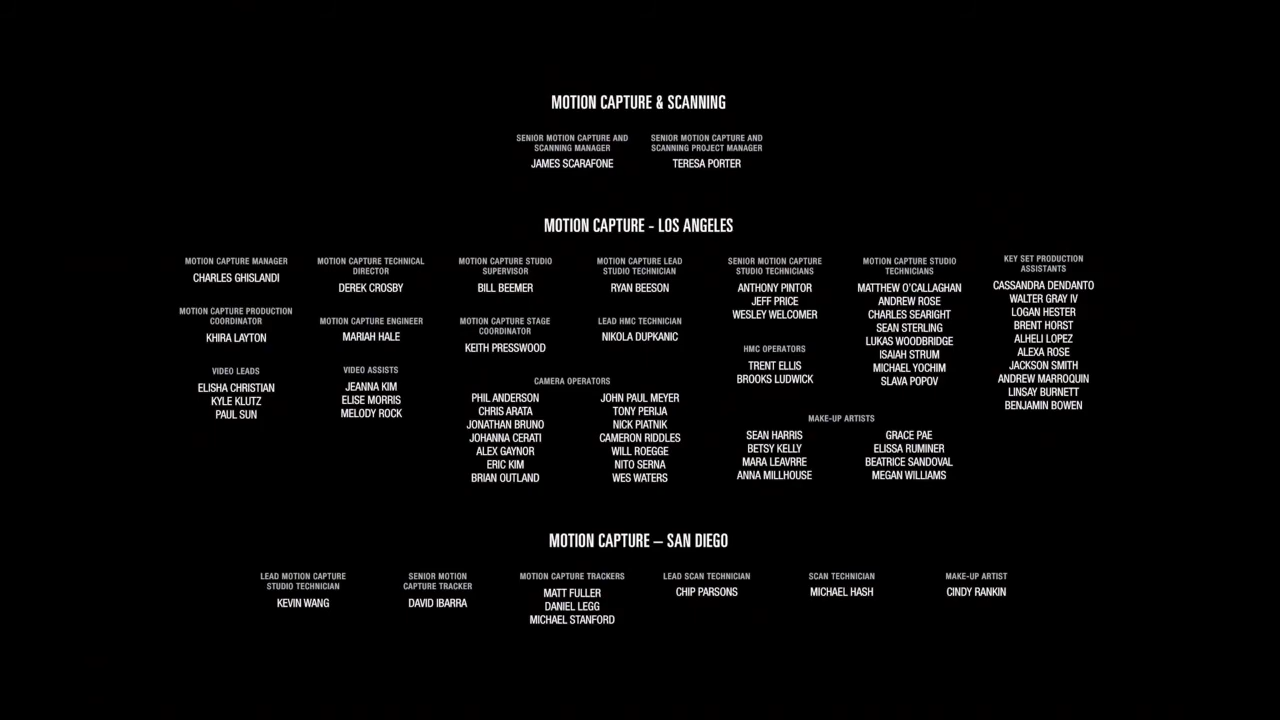 MOTION CAPTURE & SCANNING
SENIOR MOTION CAPTURE AND
SCANNING MANAGER
JAMES SCARAFONE
SENIOR MOTION CAPTURE AND
SCANNING PROJECT MANAGER
TERESA PORTER
MOTION CAPTURE - LOS ANGELES
MOTION CAPTURE MANAGER
CHARLES GHISLANDI
MOTION CAPTURE TECHNICAL
DIRECTOR
DEREK CROSBY
MOTION CAPTURE STUDIO
SUPERVISOR
BILL BEEMER
MOTION CAPTURE LEAD
STUDIO TECHNICIAN
RYAN BEESON
SENIOR MOTION CAPTURE
STUDIO TECHNICIANS
ANTHONY PINTOR
JEFF PRICE
WESLEY WELCOMER
MOTION CAPTURE STUDIO
TECHNICIANS
MATTHEW O'CALLAGHAN
ANDREW ROSE
CHARLES SEARIGHT
SEAN STERLING
LUKAS WOODBRIDGE
ISAIAH STRUM
MICHAEL YOCHIM
SLAVA POPOV
KEY SET PRODUCTION
ASSISTANTS
CASSANDRA DENDANTO
WALTER GRAY IV
LOGAN HESTER
BRENT HORST
ALHELI LOPEZ
ALEXA ROSE
JACKSON SMITH
ANDREW MARROQUIN
LINSAY BURNETT
BENJAMIN BOWEN
MOTION CAPTURE PRODUCTION
COORDINATOR
KHIRA LAYTON
MOTION CAPTURE ENGINEER
MARIAH HALE
MOTION CAPTURE STAGE
COORDINATOR
KEITH PRESSWOOD
LEAD HMC TECHNICIAN
NIKOLA DUPKANIC
HMC OPERATORS
TRENT ELLIS
BROOKS LUDWICK
VIDEO LEADS
ELISHA CHRISTIAN
KYLE KLUTZ
PAUL SUN
VIDEO ASSISTS
JEANNA KIM
ELISE MORRIS
MELODY ROCK
CAMERA OPERATORS
PHIL ANDERSON
CHRIS ARATA
JONATHAN BRUNO
JOHANNA CERATI
ALEX GAYNOR
ERIC KIM
BRIAN OUTLAND
JOHN PAUL MEYER
TONY PERIJA
NICK PIATNIK
CAMERON RIDDLES
WILL ROEGGE
NITO SERNA
WES WATERS
MAKE-UP ARTISTS
SEAN HARRIS
BETSY KELLY
MARA LEAVRRE
ANNA MILLHOUSE
GRACE PAE
ELISSA RUMINER
BEATRICE SANDOVAL
MEGAN WILLIAMS
MOTION CAPTURE – SAN DIEGO
LEAD MOTION CAPTURE
STUDIO TECHNICIAN
KEVIN WANG
SENIOR MOTION
CAPTURE TRACKER
DAVID IBARRA
MOTION CAPTURE TRACKERS
MATT FULLER
DANIEL LEGG
MICHAEL STANFORD
LEAD SCAN TECHNICIAN
CHIP PARSONS
SCAN TECHNICIAN
MICHAEL HASH
MAKE-UP ARTIST
CINDY RANKIN